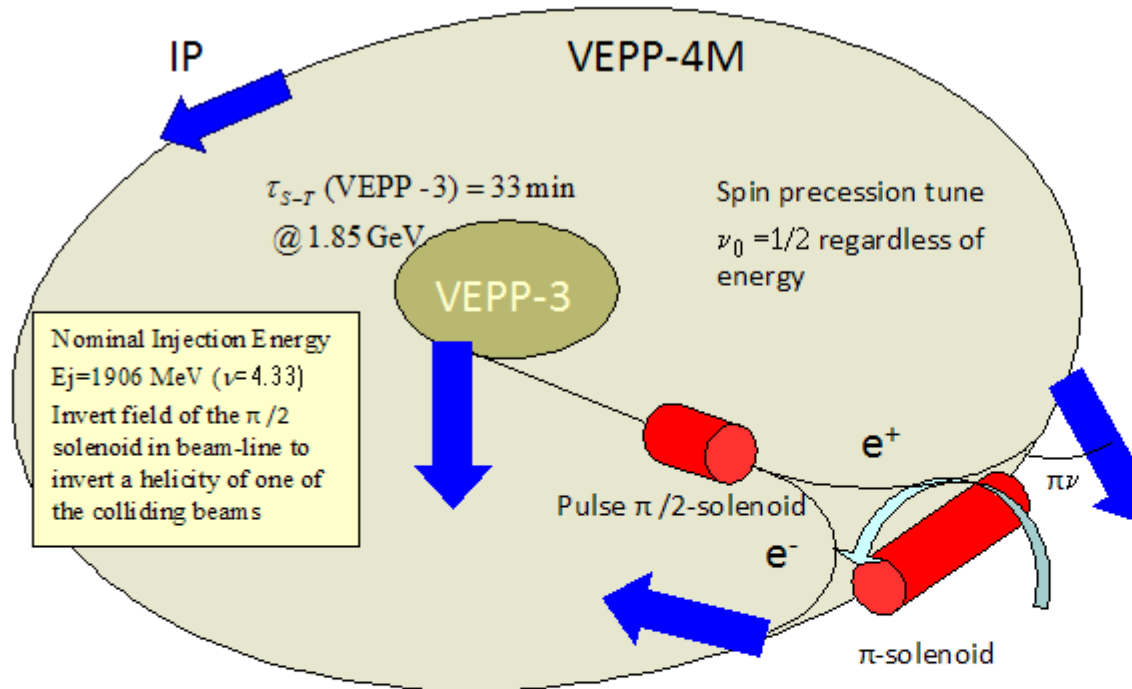 IP
VEPP-4M
τ_{S-T} (VEPP -3) = 33 min
@ 1.85 GeV
Spin precession tune
ν₀ =1/2 regardless of
energy
VEPP-3
Nominal Injection Energy
Ej=1906 MeV (ν=4.33)
Invert field of the π /2
solenoid in beam-line to
invert a helicity of one of
the colliding beams
e⁺
πν
Pulse π /2-solenoid
e⁻
π-solenoid